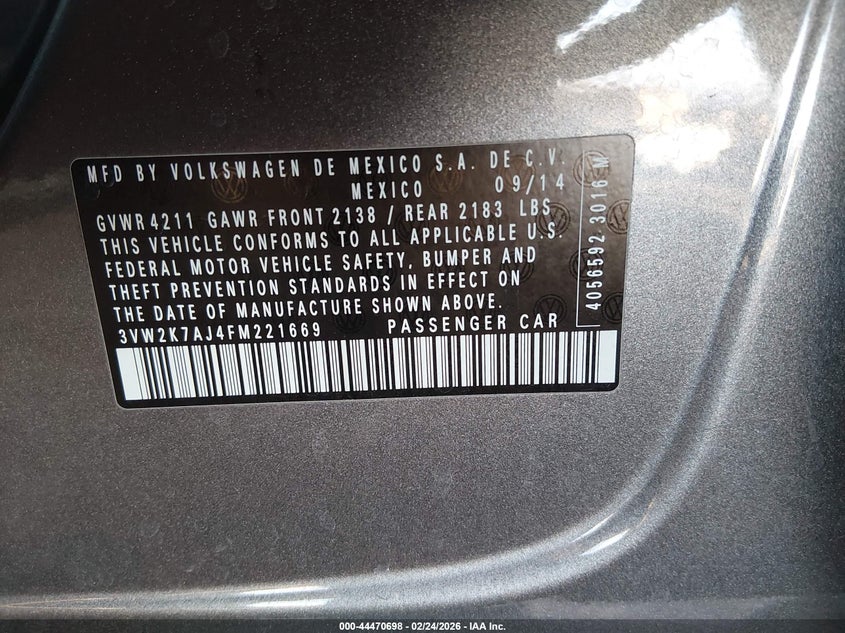 MFD BY VOLKSWAGEN DE MEXICO S.A. DE C.V.
MEXICO 09/14
GVWR 4211 GAWR FRONT 2138 / REAR 2183 LBS
THIS VEHICLE CONFORMS TO ALL APPLICABLE U.S.
FEDERAL MOTOR VEHICLE SAFETY, BUMPER AND
THEFT PREVENTION STANDARDS IN EFFECT ON
THE DATE OF MANUFACTURE SHOWN ABOVE.
3VW2K7AJ4FM221669 PASSENGER CAR
4056592 3016 M
000-44470698 - 02/24/2026 - IAA Inc.